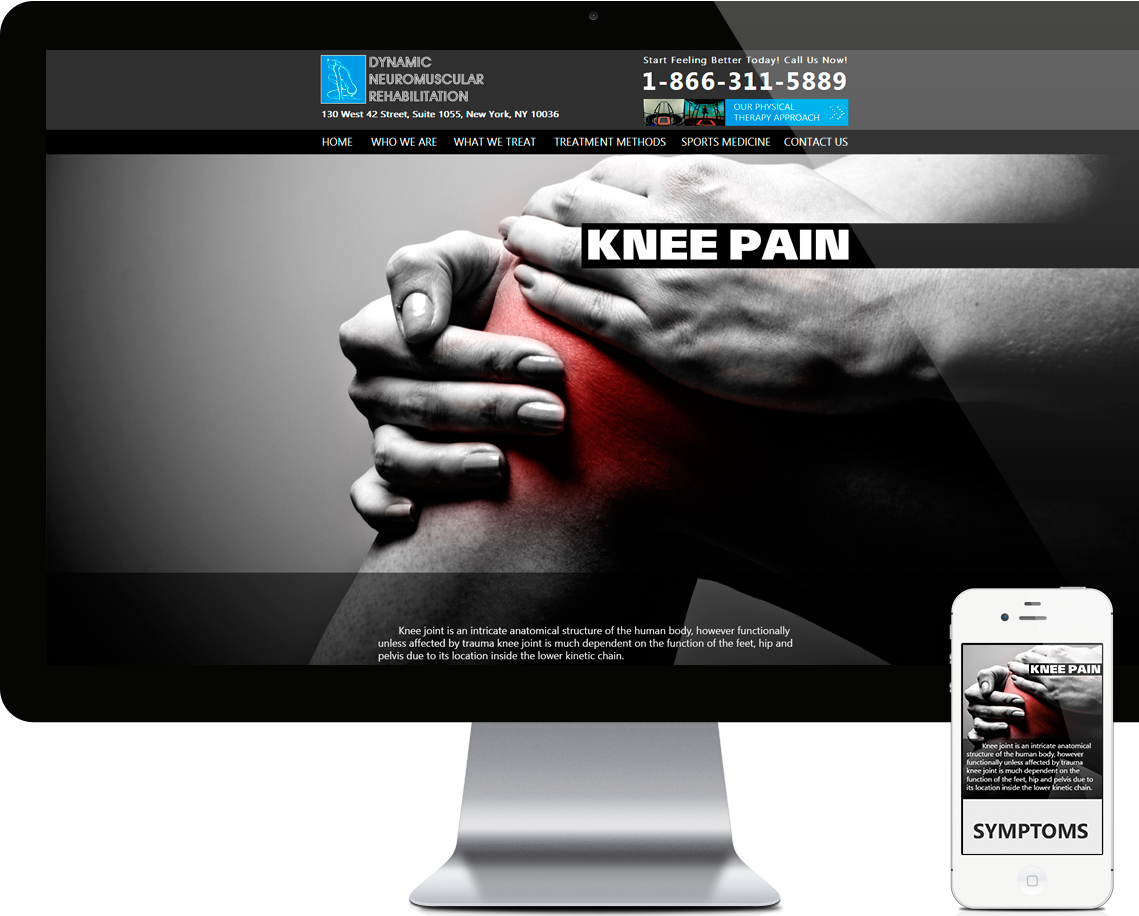 DYNAMIC
NEUROMUSCULAR
REHABILITATION
130 West 42 Street, Suite 1055, New York, NY 10036
Start Feeling Better Today! Call Us Now!
1-866-311-5889
OUR PHYSICAL
THERAPY APPROACH
HOME WHO WE ARE WHAT WE TREAT TREATMENT METHODS SPORTS MEDICINE CONTACT US
KNEE PAIN
Knee joint is an intricate anatomical structure of the human body, however functionally
unless affected by trauma knee joint is much dependent on the function of the feet, hip and
pelvis due to its location inside the lower kinetic chain.
KNEE PAIN
Knee joint is an intricate anatomical
structure of the human body, however
functionally unless affected by trauma
knee joint is much dependent on the
function of the feet, hip and pelvis due to
its location inside the lower kinetic chain.
SYMPTOMS